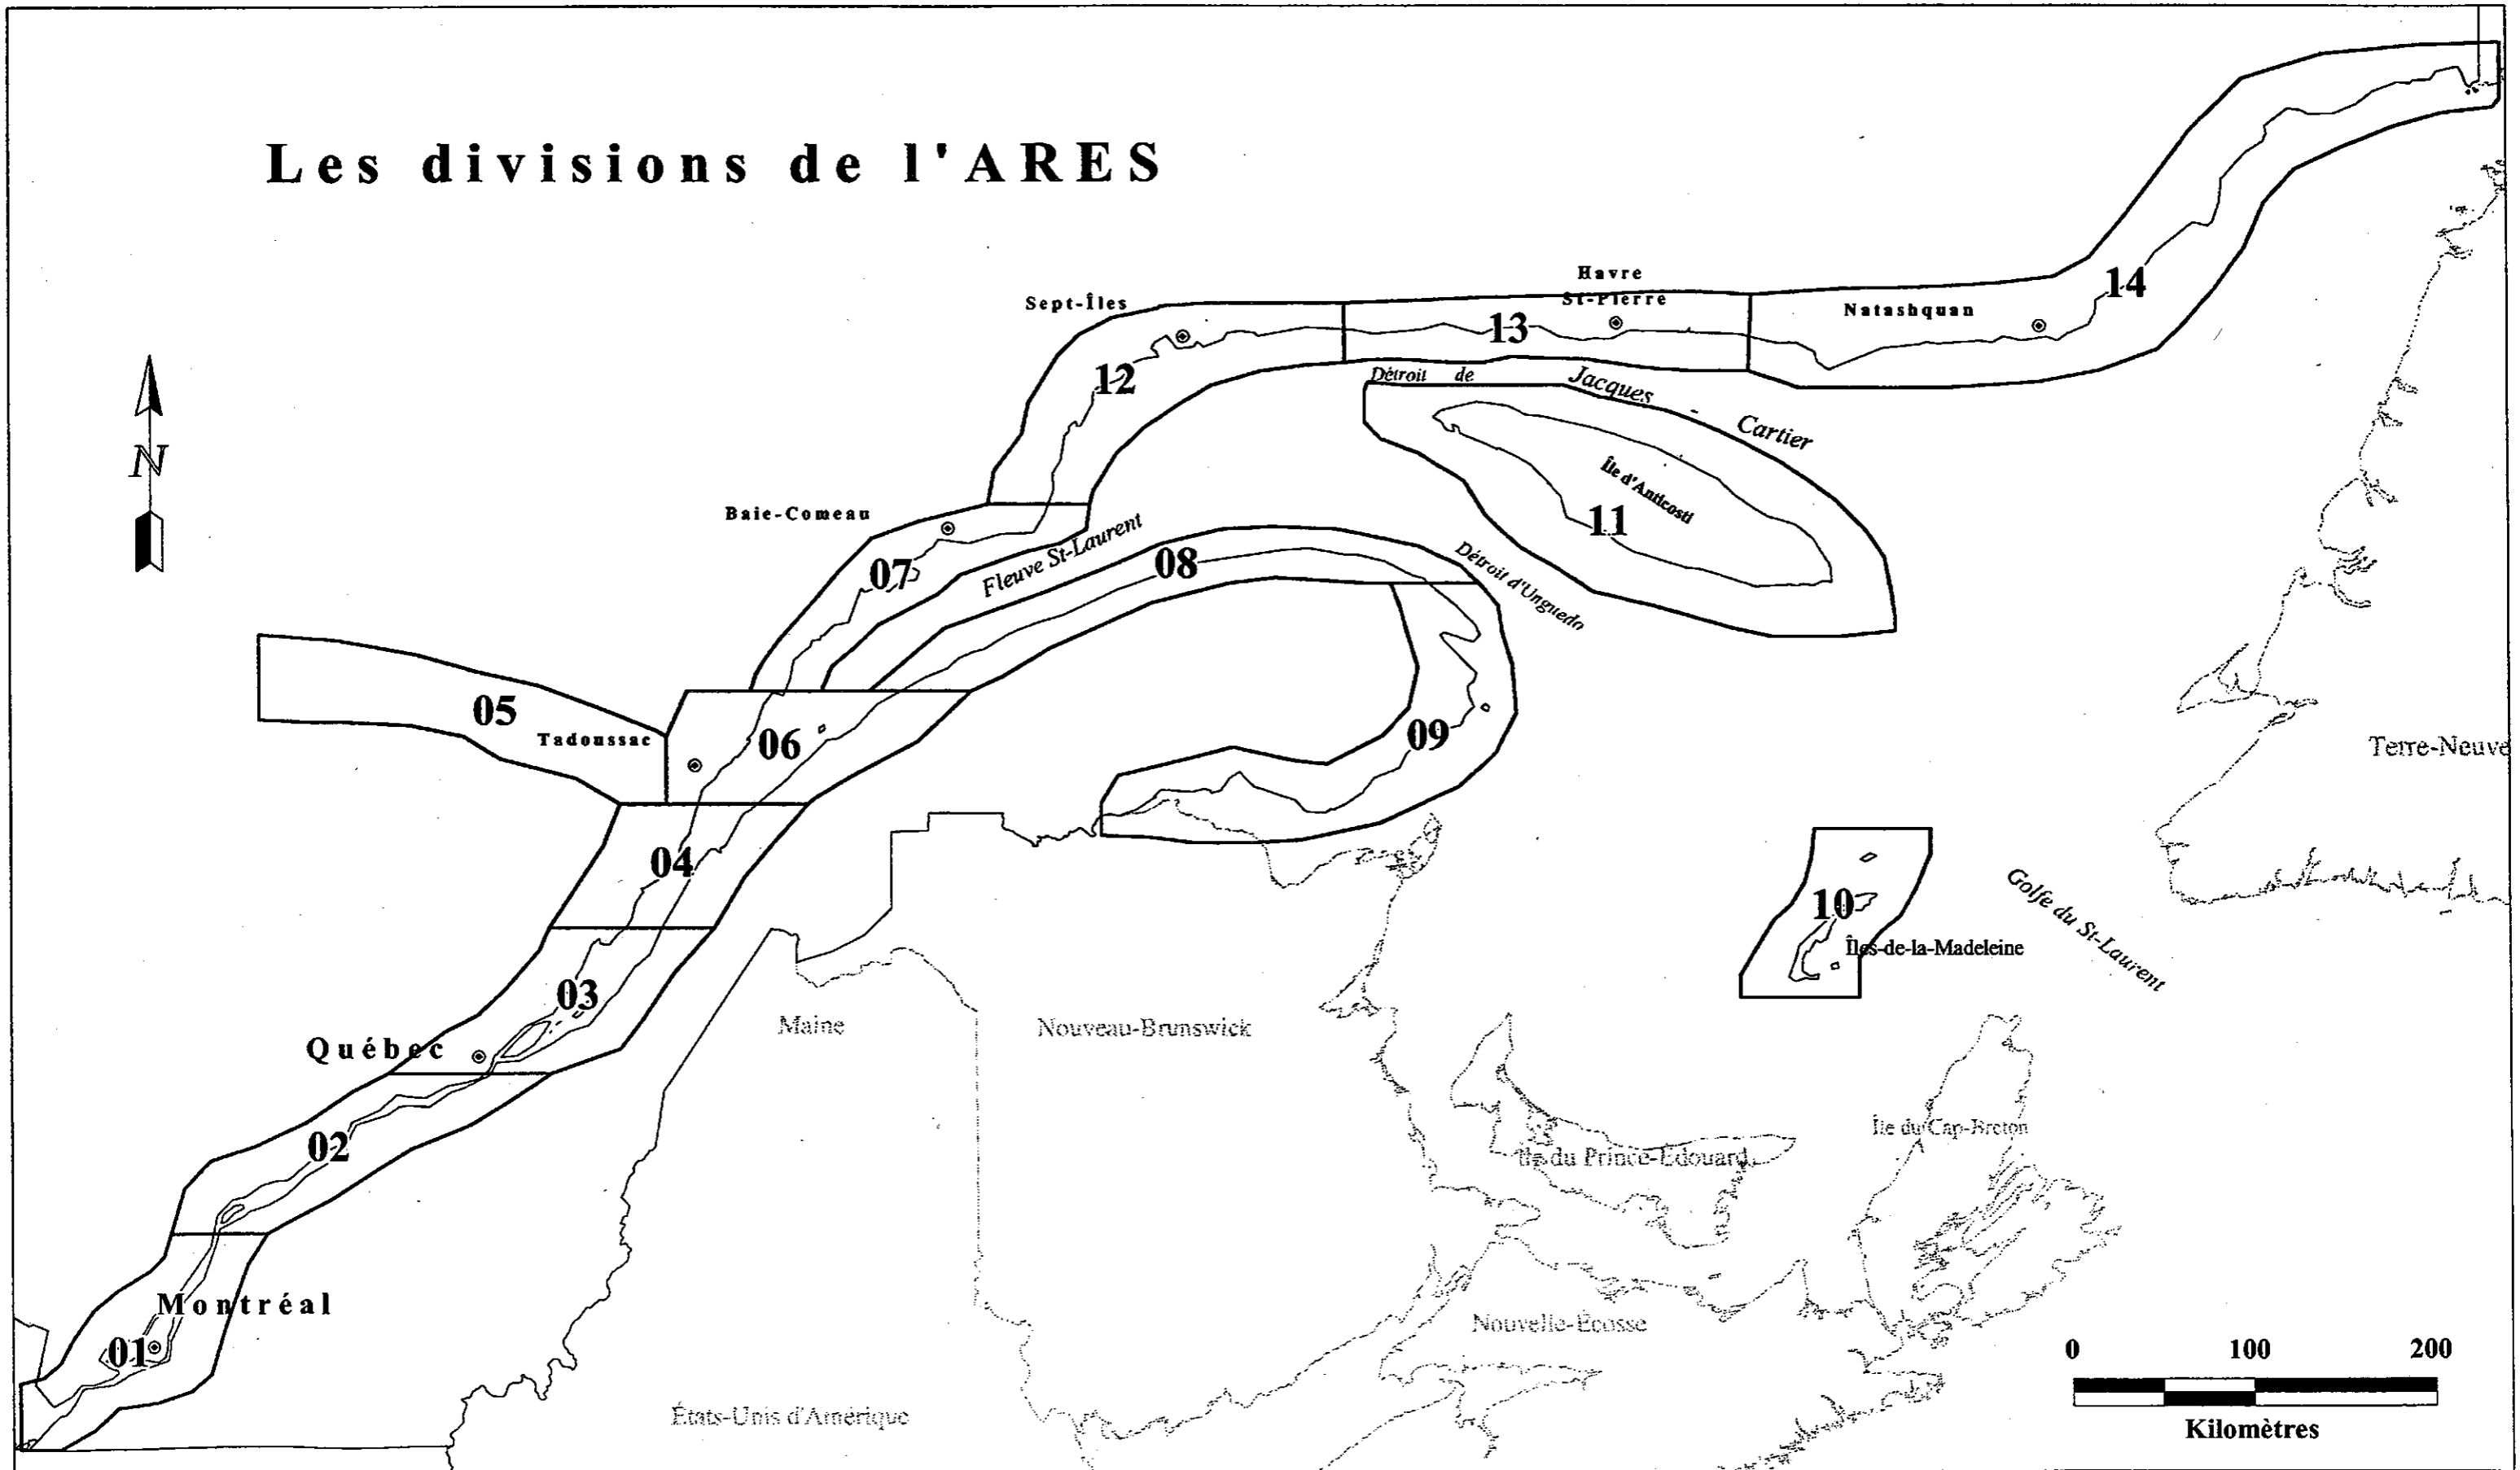 Les divisions de l'ARES
Havre
St-Pierre
Sept-Îles
Natashquan
14
13
12
N
Détroit de Jacques - Cartier
Île d'Anticosti
11
Baie-Comeau
07
Fleuve St-Laurent
08
Détroit d'Unguedo
05
Tadoussac
06
09
Terre-Neuve
04
10
Îles-de-la-Madeleine
Golfe du St-Laurent
03
Québec
Maine
Nouveau-Brunswick
02
Île du Prince-Édouard
Île du Cap-Breton
Montréal
01
Nouvelle-Écosse
États-Unis d'Amérique
0 100 200
Kilomètres